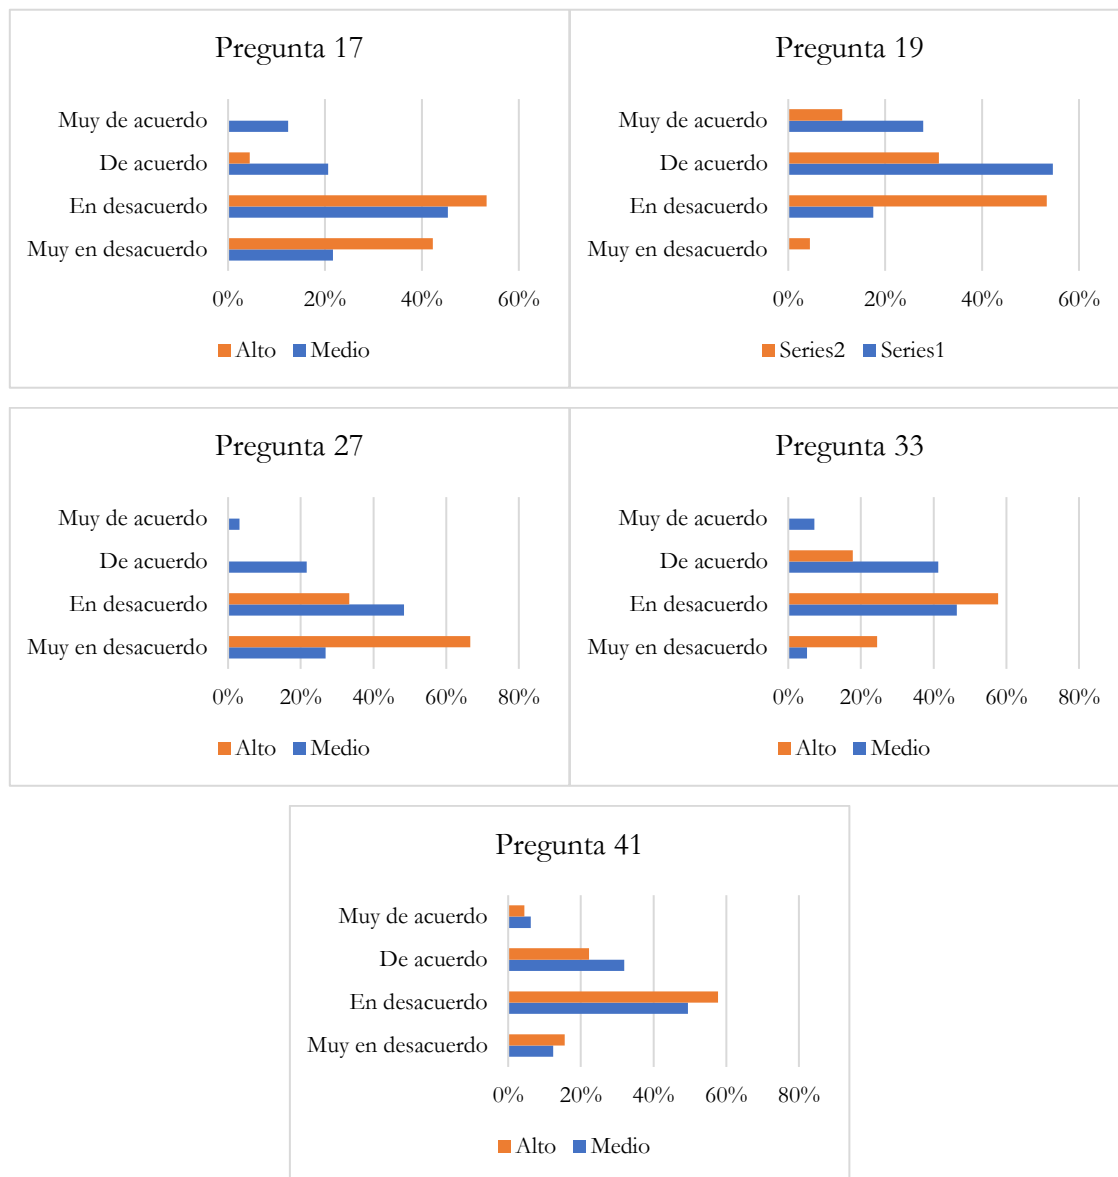 Pregunta 17
Muy de acuerdo
De acuerdo
En desacuerdo
Muy en desacuerdo
0% 20% 40% 60%
Alto Medio
Pregunta 19
Muy de acuerdo
De acuerdo
En desacuerdo
Muy en desacuerdo
0% 20% 40% 60%
Series2 Series1
Pregunta 27
Muy de acuerdo
De acuerdo
En desacuerdo
Muy en desacuerdo
0% 20% 40% 60% 80%
Alto Medio
Pregunta 33
Muy de acuerdo
De acuerdo
En desacuerdo
Muy en desacuerdo
0% 20% 40% 60% 80%
Alto Medio
Pregunta 41
Muy de acuerdo
De acuerdo
En desacuerdo
Muy en desacuerdo
0% 20% 40% 60% 80%
Alto Medio